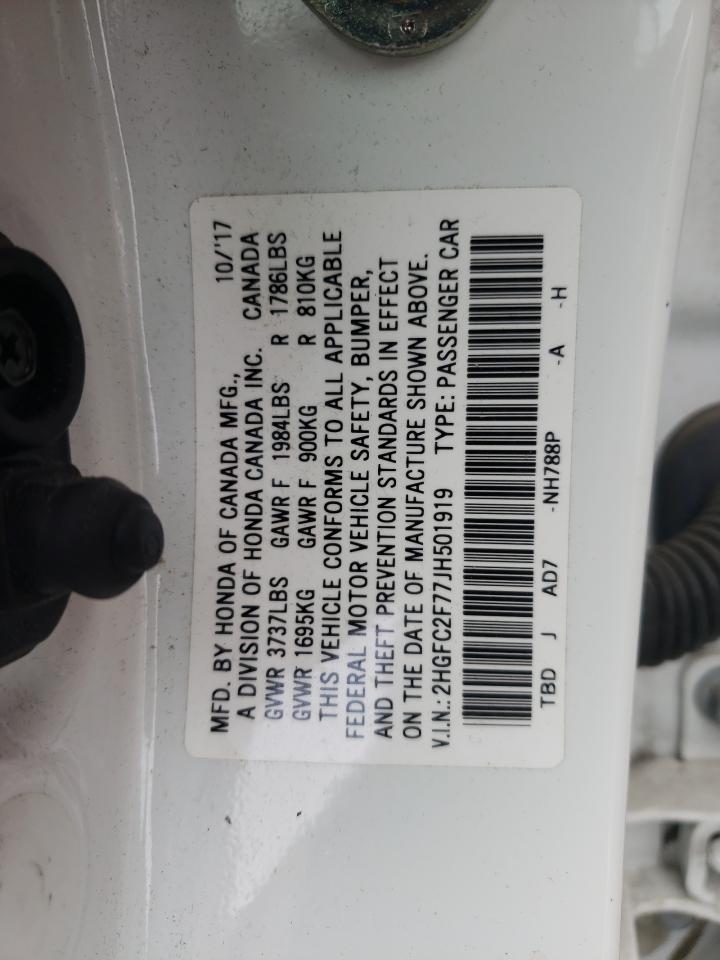 MFD. BY HONDA OF CANADA MFG., 10/'17
A DIVISION OF HONDA CANADA INC. CANADA
GVWR 3737LBS GAWR F 1984LBS R 1786LBS
GVWR 1695KG GAWR F 900KG R 810KG
THIS VEHICLE CONFORMS TO ALL APPLICABLE
FEDERAL MOTOR VEHICLE SAFETY, BUMPER,
AND THEFT PREVENTION STANDARDS IN EFFECT
ON THE DATE OF MANUFACTURE SHOWN ABOVE.
V.I.N.: 2HGFC2F77JH501919 TYPE: PASSENGER CAR
TBD J AD7 -NH788P -A -H